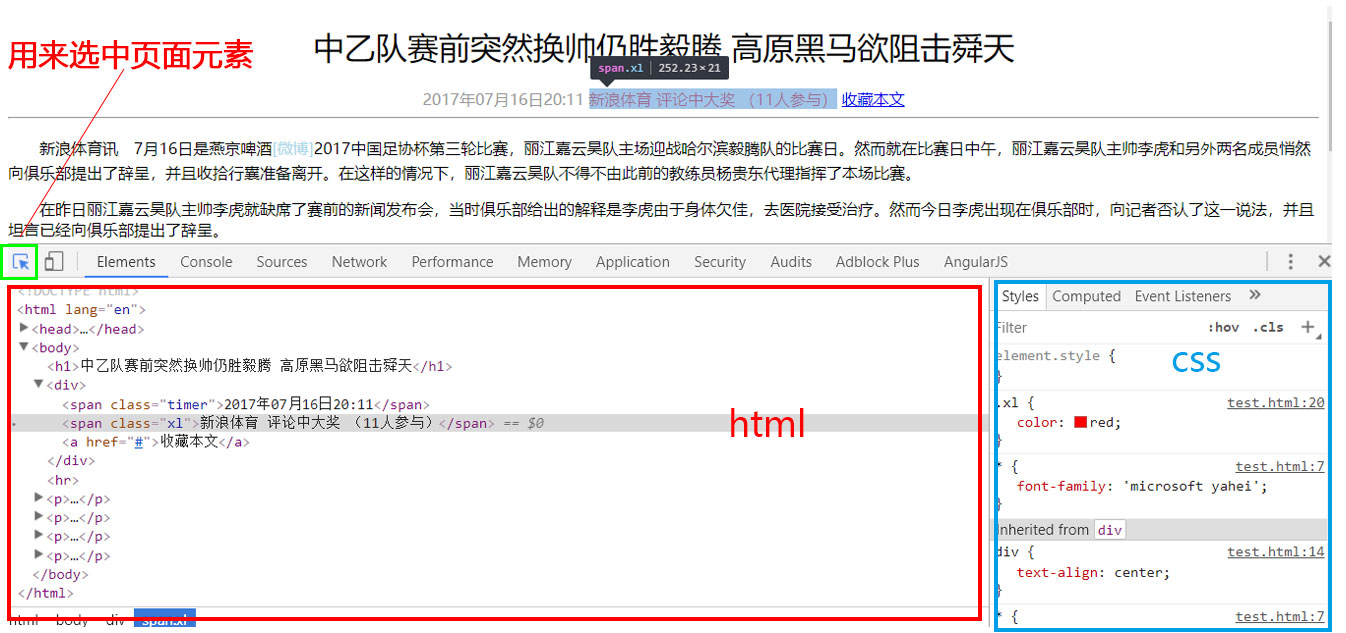 用来选中页面元素
中乙队赛前突然换帅仍胜毅腾 高原黑马欲阻击舜天
span.xl | 252.23×21
2017年07月16日20:11 新浪体育 评论中大奖 （11人参与） 收藏本文
新浪体育讯　7月16日是燕京啤酒[微博]2017中国足协杯第三轮比赛，丽江嘉云昊队主场迎战哈尔滨毅腾队的比赛日。然而就在比赛日中午，丽江嘉云昊队主帅李虎和另外两名成员悄然
向俱乐部提出了辞呈，并且收拾行囊准备离开。在这样的情况下，丽江嘉云昊队不得不由此前的教练员杨贵东代理指挥了本场比赛。
在昨日丽江嘉云昊队主帅李虎就缺席了赛前的新闻发布会，当时俱乐部给出的解释是李虎由于身体欠佳，去医院接受治疗。然而今日李虎出现在俱乐部时，向记者否认了这一说法，并且
坦言已经向俱乐部提出了辞呈。
Elements Console Sources Network Performance Memory Application Security Audits Adblock Plus AngularJS
<!DOCTYPE html>
<html lang="en">
<head>…</head>
<body>
<h1>中乙队赛前突然换帅仍胜毅腾 高原黑马欲阻击舜天</h1>
<div>
<span class="timer">2017年07月16日20:11</span>
<span class="xl">新浪体育 评论中大奖 （11人参与）</span> == $0
<a href="#">收藏本文</a>
</div>
<hr>
<p>…</p>
<p>…</p>
<p>…</p>
<p>…</p>
</body>
</html>
html body div span.xl
html
Styles Computed Event Listeners »
Filter :hov .cls +
element.style {
}
css
.xl { test.html:20
color: red;
}
* { test.html:7
font-family: 'microsoft yahei';
}
Inherited from div
div { test.html:14
text-align: center;
}
* { test.html:7